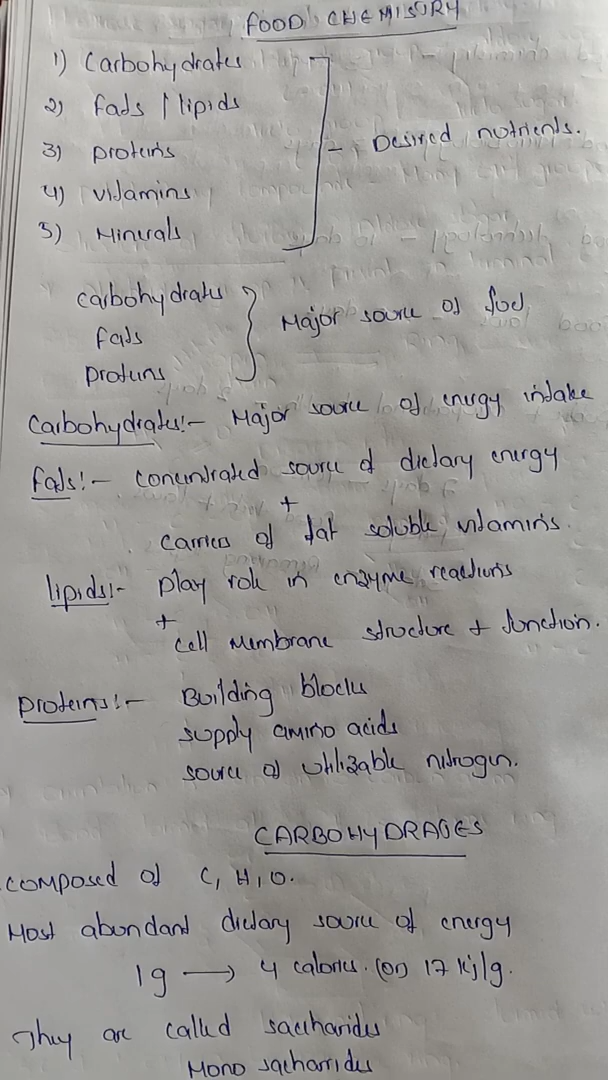 FOOD CHEMISTRY
1) Carbohydrates
2) Fats / lipids
3) proteins
- Desired nutrients.
4) vitamins
5) Minerals
carbohydrates
Fats
Proteins
Major source of fuel
Carbohydrates:- Major source of energy intake
Fats:- concentrated source of dietary energy
+
carries of fat soluble vitamins.
lipids:- play role in enzyme reactions
+
cell Membrane structure + function.
proteins:- Building blocks
supply amino acids
source of utilizable nitrogen.
CARBOHYDRATES
composed of C, H, O.
Most abundant dietary source of energy
1g → 4 calories. (or) 17 kj/g.
They are called saccharides
Mono sacharrides